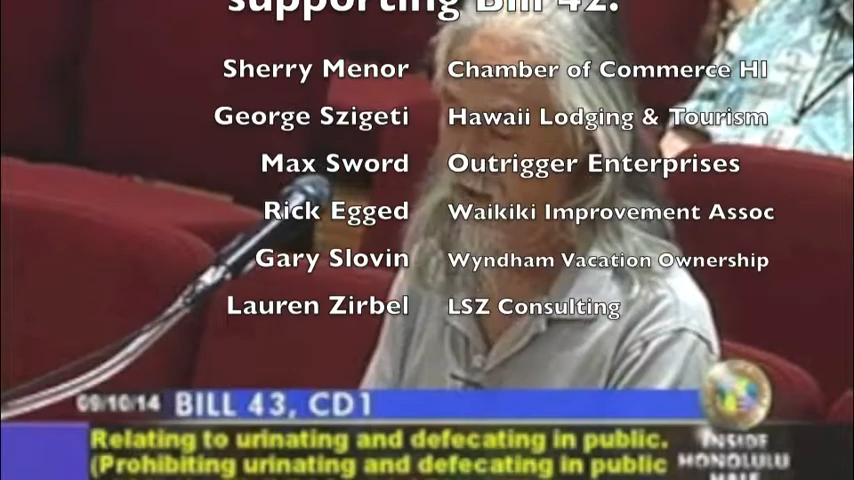 supporting Bill 42.
Sherry Menor Chamber of Commerce HI
George Szigeti Hawaii Lodging & Tourism
Max Sword Outrigger Enterprises
Rick Egged Waikiki Improvement Assoc
Gary Slovin Wyndham Vacation Ownership
Lauren Zirbel LSZ Consulting
09/10/14 BILL 43, CD1
Relating to urinating and defecating in public.
(Prohibiting urinating and defecating in public
INSIDE
HONOLULU
HALE